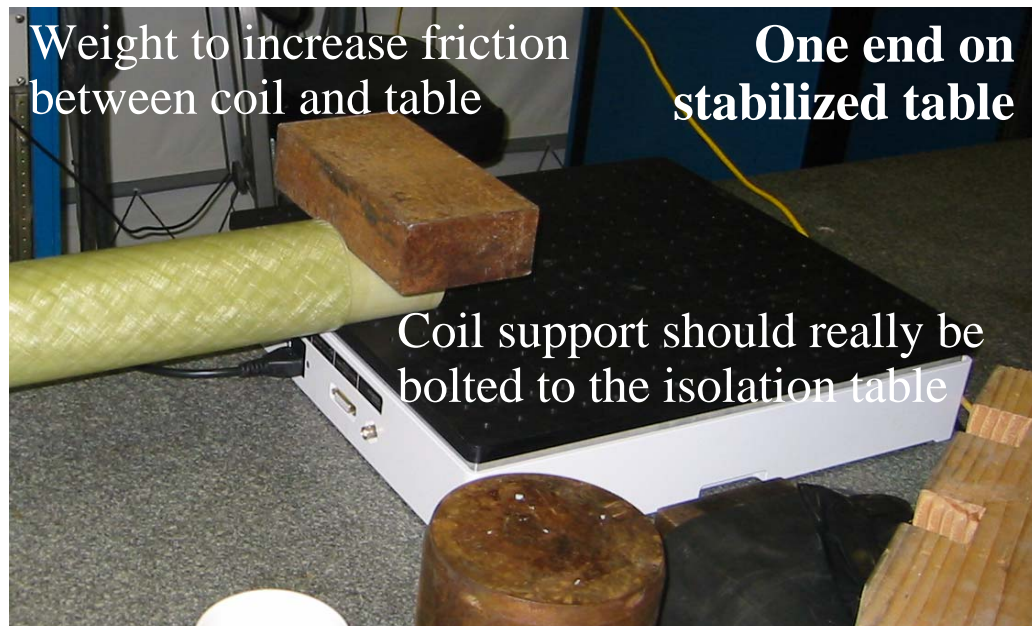 Weight to increase friction
between coil and table
One end on
stabilized table
Coil support should really be
bolted to the isolation table